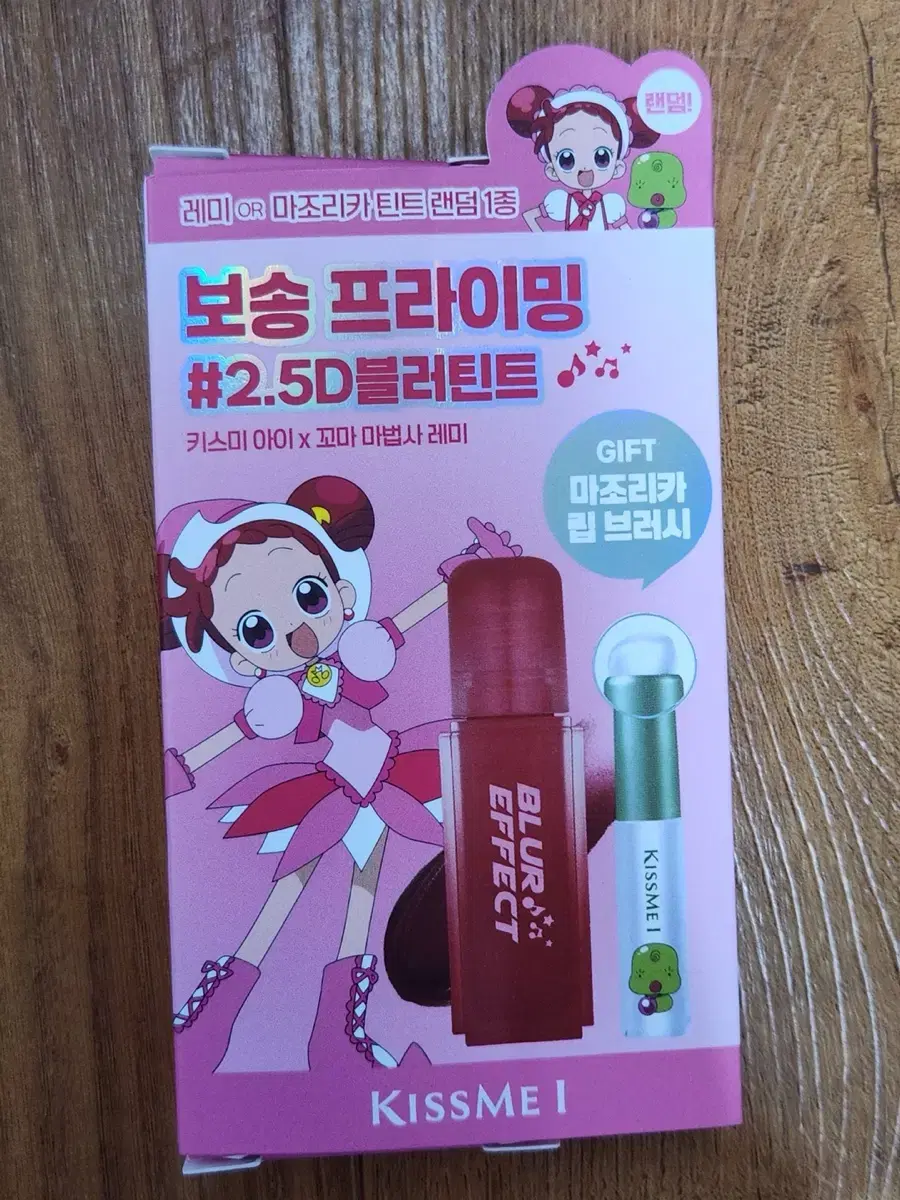 랜덤!
레미 OR 마조리카 틴트 랜덤 1종
보송 프라이밍
#2.5D블러틴트
키스미 아이 x 꼬마 마법사 레미
GIFT
마조리카
립 브러시
BLUR
EFFECT
KISSME I
KISSME I